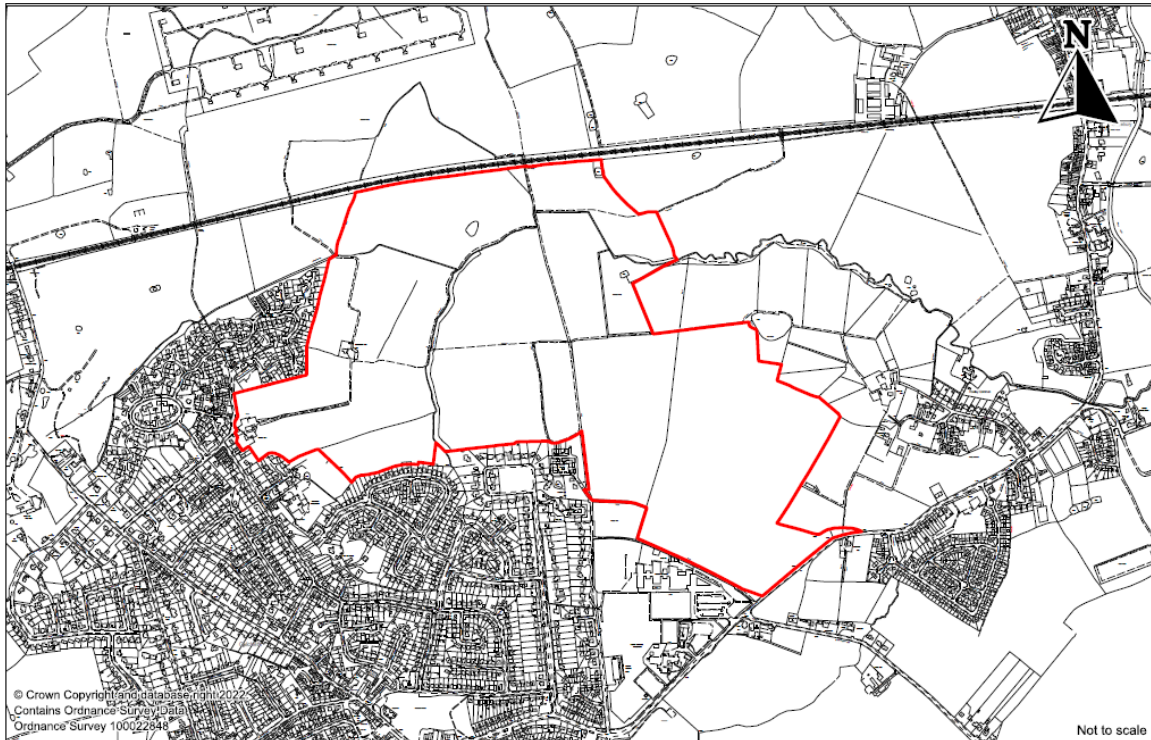 N
© Crown Copyright and database right 2022
Contains Ordnance Survey Data
Ordnance Survey 100022848
Not to scale